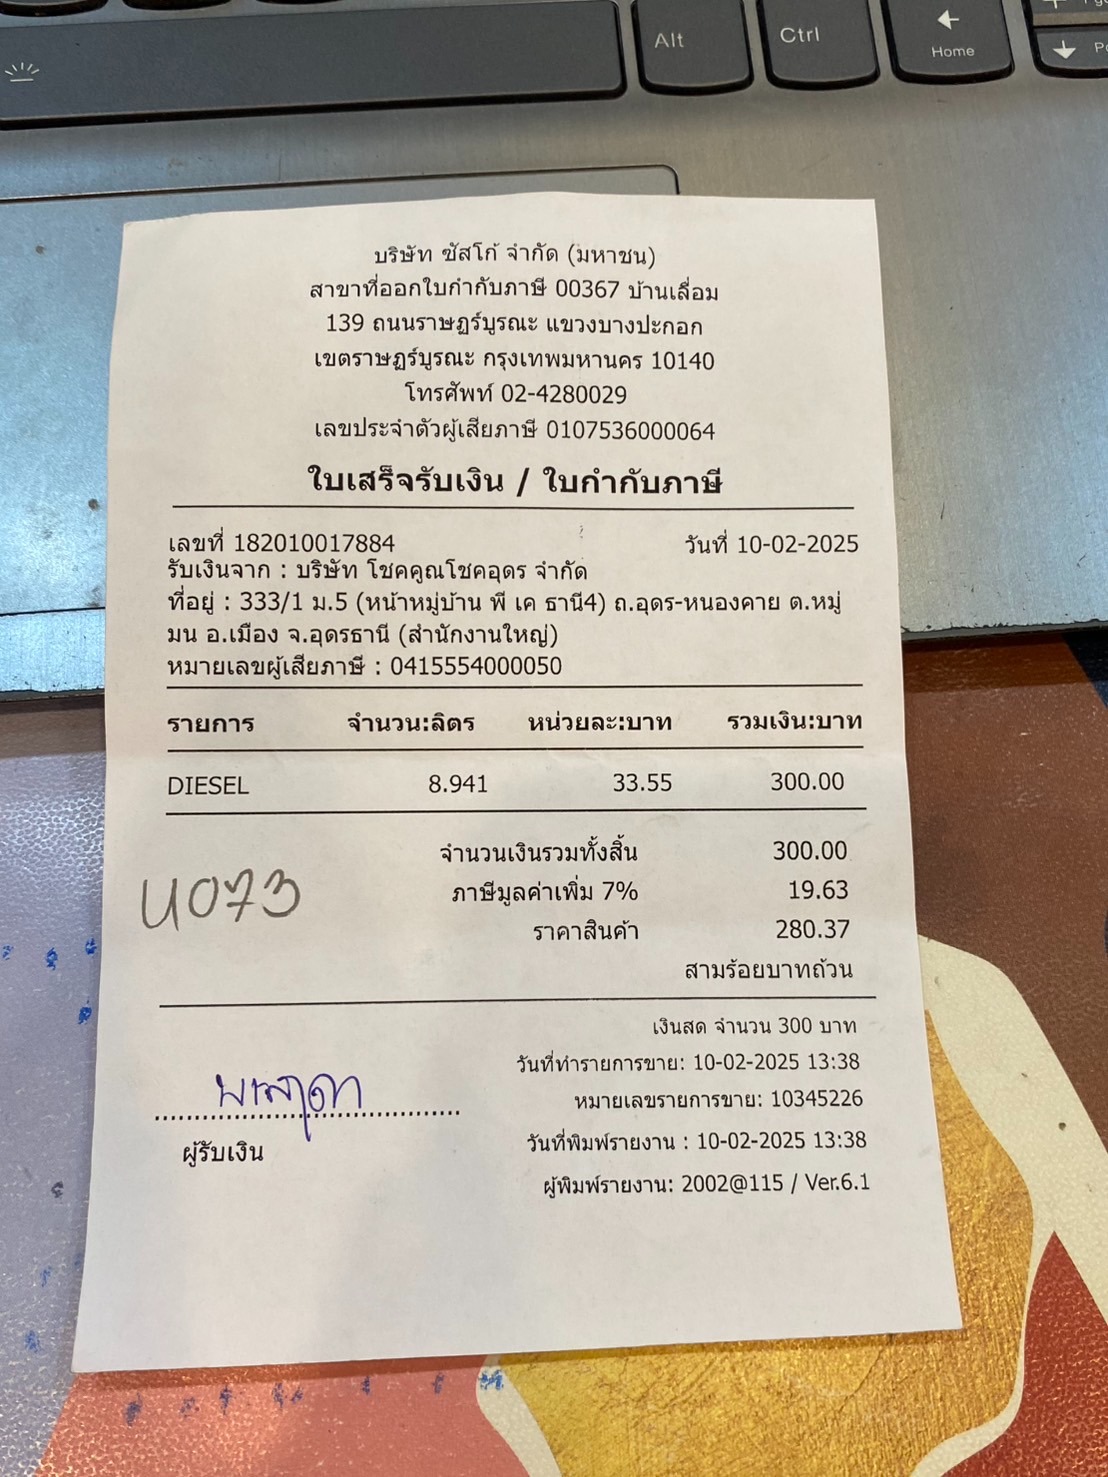 Alt
Ctrl
Home
บริษัท ซัสโก้ จำกัด (มหาชน)
สาขาที่ออกใบกำกับภาษี 00367 บ้านเลื่อม
139 ถนนราษฏร์บูรณะ แขวงบางปะกอก
เขตราษฏร์บูรณะ กรุงเทพมหานคร 10140
โทรศัพท์ 02-4280029
เลขประจำตัวผู้เสียภาษี 0107536000064
ใบเสร็จรับเงิน / ใบกำกับภาษี
เลขที่ 182010017884 วันที่ 10-02-2025
รับเงินจาก : บริษัท โชคคูณโชคอุดร จำกัด
ที่อยู่ : 333/1 ม.5 (หน้าหมู่บ้าน พี เค ธานี4) ถ.อุดร-หนองคาย ต.หมู่
มน อ.เมือง จ.อุดรธานี (สำนักงานใหญ่)
หมายเลขผู้เสียภาษี : 0415554000050
รายการ จำนวน:ลิตร หน่วยละ:บาท รวมเงิน:บาท
DIESEL 8.941 33.55 300.00
จำนวนเงินรวมทั้งสิ้น 300.00
ภาษีมูลค่าเพิ่ม 7% 19.63
ราคาสินค้า 280.37
สามร้อยบาทถ้วน
เงินสด จำนวน 300 บาท
วันที่ทำรายการขาย: 10-02-2025 13:38
หมายเลขรายการขาย: 10345226
ผู้รับเงิน
วันที่พิมพ์รายงาน : 10-02-2025 13:38
ผู้พิมพ์รายงาน: 2002@115 / Ver.6.1